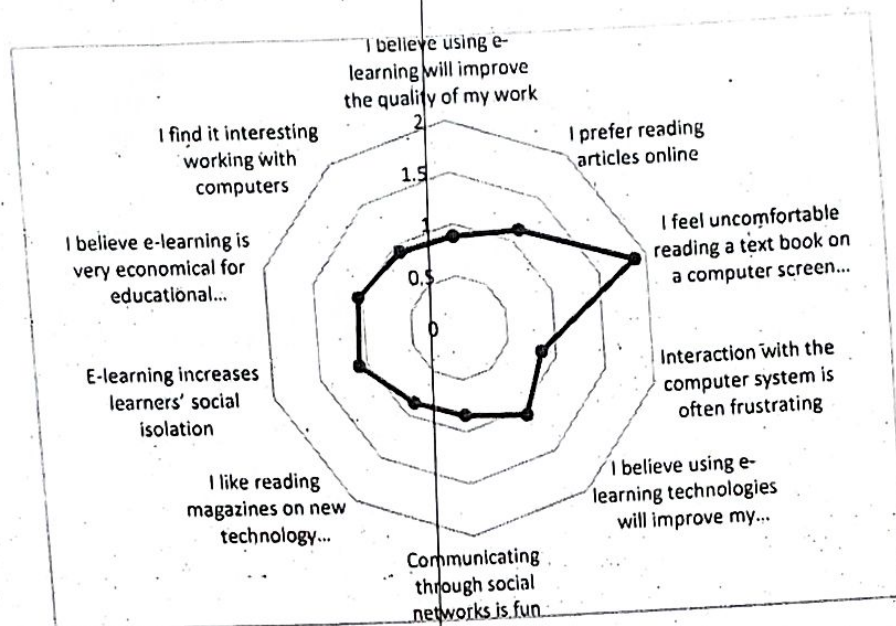 I believe using e-
learning will improve
the quality of my work
I prefer reading
articles online
I feel uncomfortable
reading a text book on
a computer screen...
Interaction with the
computer system is
often frustrating
I believe using e-
learning technologies
will improve my...
Communicating
through social
networks is fun
I like reading
magazines on new
technology...
E-learning increases
learners' social
isolation
I believe e-learning is
very economical for
educational...
I find it interesting
working with
computers
2
1.5
1
0.5
0